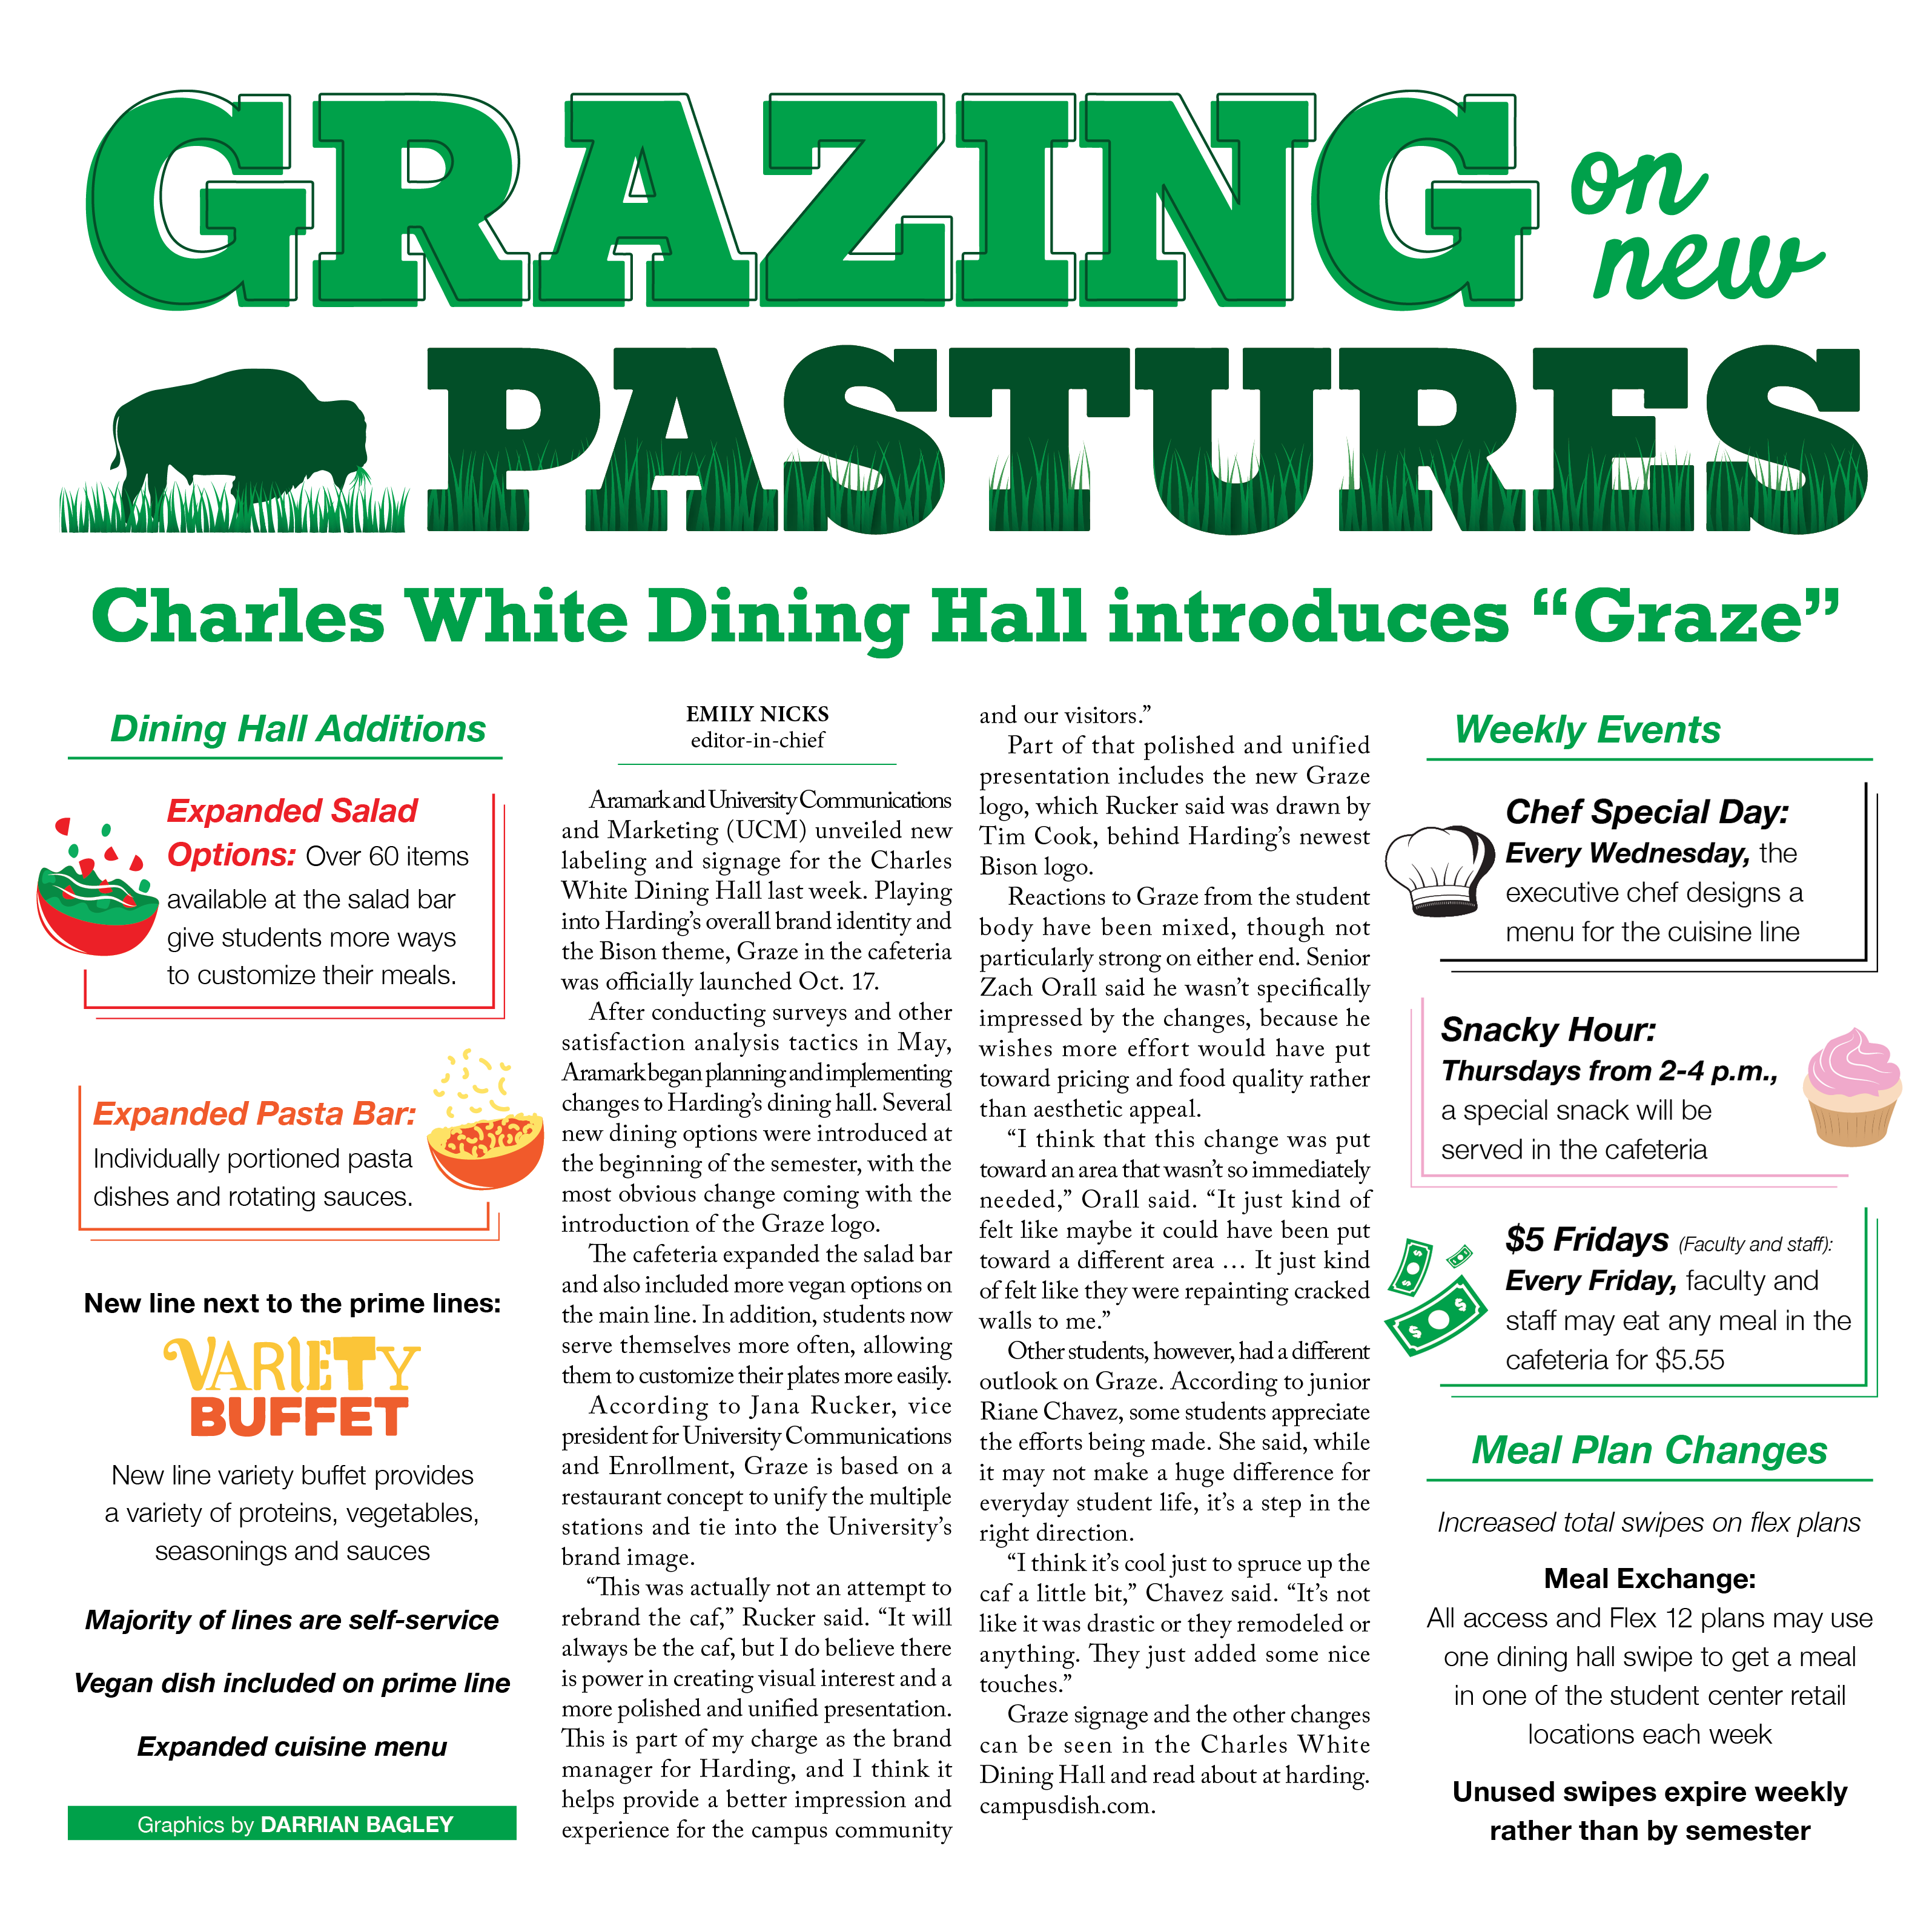 GRAZING on
new
PASTURES
Charles White Dining Hall introduces “Graze”
Dining Hall Additions
Expanded Salad
Options: Over 60 items
available at the salad bar
give students more ways
to customize their meals.
Expanded Pasta Bar:
Individually portioned pasta
dishes and rotating sauces.
New line next to the prime lines:
VARIETY
BUFFET
New line variety buffet provides
a variety of proteins, vegetables,
seasonings and sauces
Majority of lines are self-service
Vegan dish included on prime line
Expanded cuisine menu
Graphics by DARRIAN BAGLEY
EMILY NICKS
editor-in-chief
Aramark and University Communications
and Marketing (UCM) unveiled new
labeling and signage for the Charles
White Dining Hall last week. Playing
into Harding’s overall brand identity and
the Bison theme, Graze in the cafeteria
was officially launched Oct. 17.
After conducting surveys and other
satisfaction analysis tactics in May,
Aramark began planning and implementing
changes to Harding’s dining hall. Several
new dining options were introduced at
the beginning of the semester, with the
most obvious change coming with the
introduction of the Graze logo.
The cafeteria expanded the salad bar
and also included more vegan options on
the main line. In addition, students now
serve themselves more often, allowing
them to customize their plates more easily.
According to Jana Rucker, vice
president for University Communications
and Enrollment, Graze is based on a
restaurant concept to unify the multiple
stations and tie into the University’s
brand image.
“This was actually not an attempt to
rebrand the caf,” Rucker said. “It will
always be the caf, but I do believe there
is power in creating visual interest and a
more polished and unified presentation.
This is part of my charge as the brand
manager for Harding, and I think it
helps provide a better impression and
experience for the campus community
and our visitors.”
Part of that polished and unified
presentation includes the new Graze
logo, which Rucker said was drawn by
Tim Cook, behind Harding’s newest
Bison logo.
Reactions to Graze from the student
body have been mixed, though not
particularly strong on either end. Senior
Zach Orall said he wasn’t specifically
impressed by the changes, because he
wishes more effort would have put
toward pricing and food quality rather
than aesthetic appeal.
“I think that this change was put
toward an area that wasn’t so immediately
needed,” Orall said. “It just kind of
felt like maybe it could have been put
toward a different area … It just kind
of felt like they were repainting cracked
walls to me.”
Other students, however, had a different
outlook on Graze. According to junior
Riane Chavez, some students appreciate
the efforts being made. She said, while
it may not make a huge difference for
everyday student life, it’s a step in the
right direction.
“I think it’s cool just to spruce up the
caf a little bit,” Chavez said. “It’s not
like it was drastic or they remodeled or
anything. They just added some nice
touches.”
Graze signage and the other changes
can be seen in the Charles White
Dining Hall and read about at harding.
campusdish.com.
Weekly Events
Chef Special Day:
Every Wednesday, the
executive chef designs a
menu for the cuisine line
Snacky Hour:
Thursdays from 2-4 p.m.,
a special snack will be
served in the cafeteria
$5 Fridays (Faculty and staff):
Every Friday, faculty and
staff may eat any meal in the
cafeteria for $5.55
Meal Plan Changes
Increased total swipes on flex plans
Meal Exchange:
All access and Flex 12 plans may use
one dining hall swipe to get a meal
in one of the student center retail
locations each week
Unused swipes expire weekly
rather than by semester